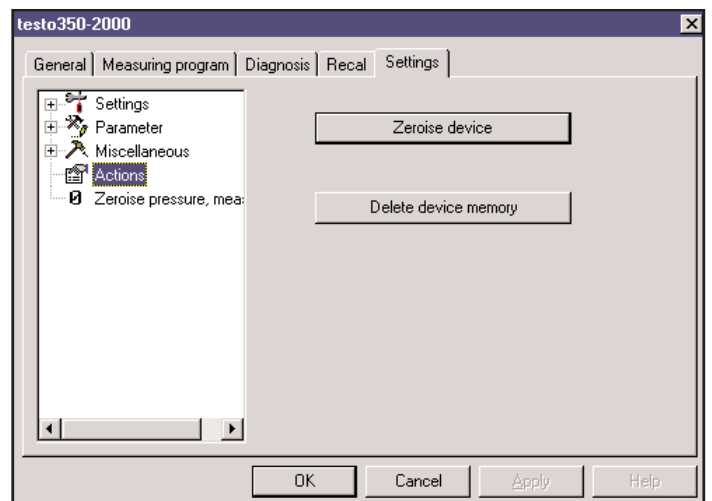 testo350-2000
General Measuring program Diagnosis Recal Settings
Settings
Parameter
Miscellaneous
Actions
Zeroise pressure, mea
Zeroise device
Delete device memory
OK Cancel Apply Help